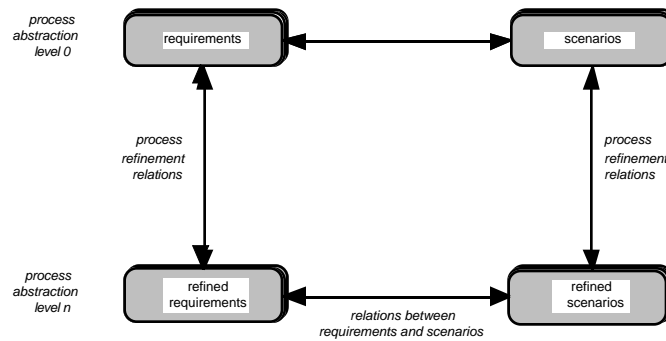 process
abstraction
level 0
requirements
scenarios
process
refinement
relations
process
refinement
relations
process
abstraction
level n
refined
requirements
refined
scenarios
relations between
requirements and scenarios